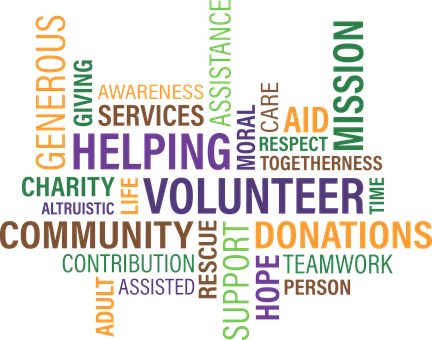 GENEROUS
GIVING
AWARENESS
SERVICES
ASSISTANCE
MORAL
CARE
AID
MISSION
RESPECT
HELPING
TOGETHERNESS
CHARITY
LIFE
VOLUNTEER
TIME
ALTRUISTIC
COMMUNITY
RESCUE
SUPPORT
DONATIONS
CONTRIBUTION
HOPE
TEAMWORK
ADULT
ASSISTED
PERSON